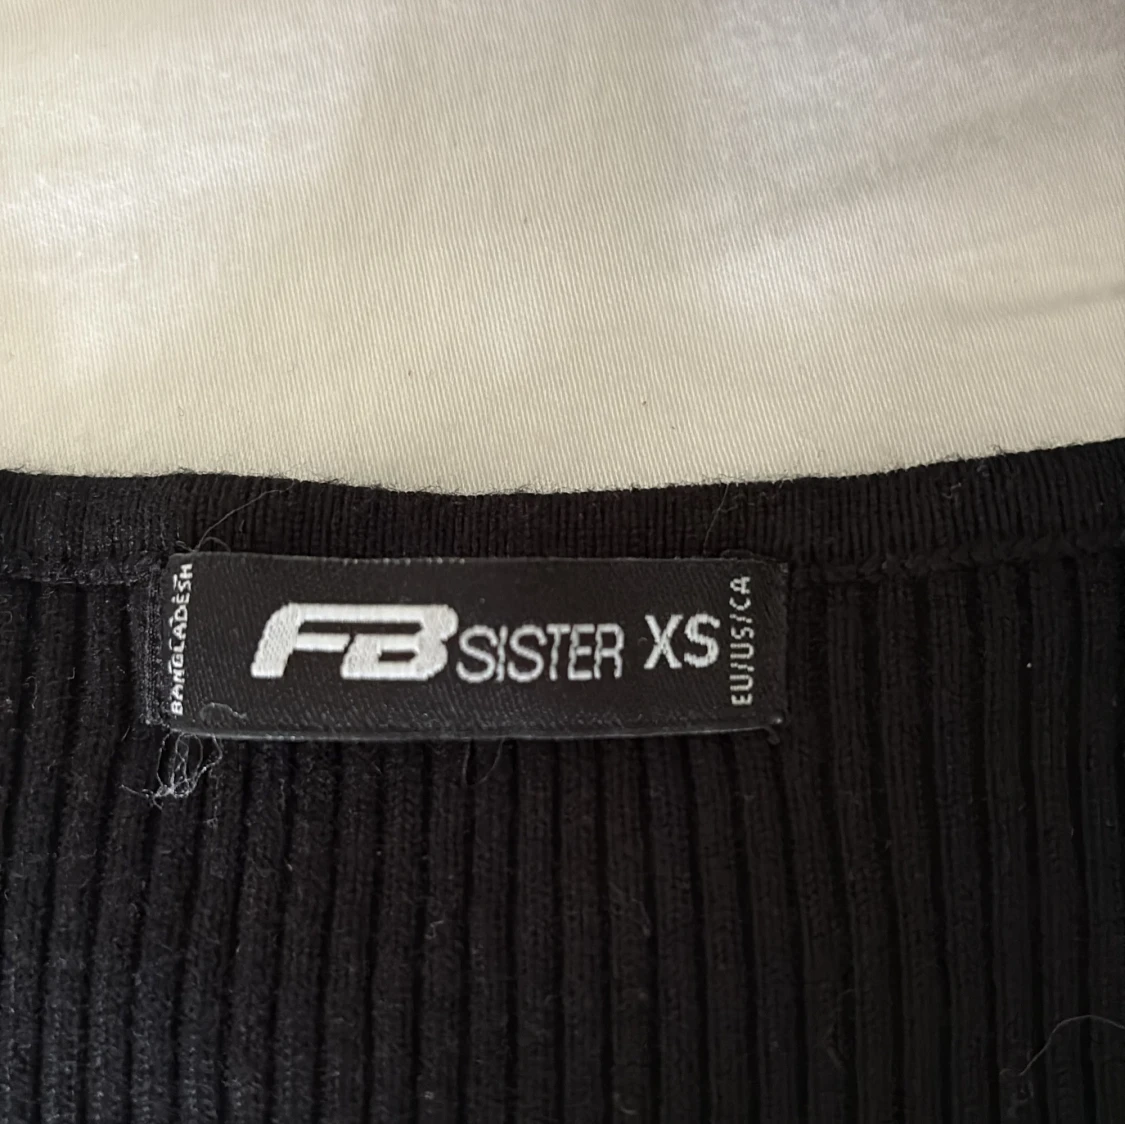 BANGLADESH
FB SISTER XS
EU/US/CA